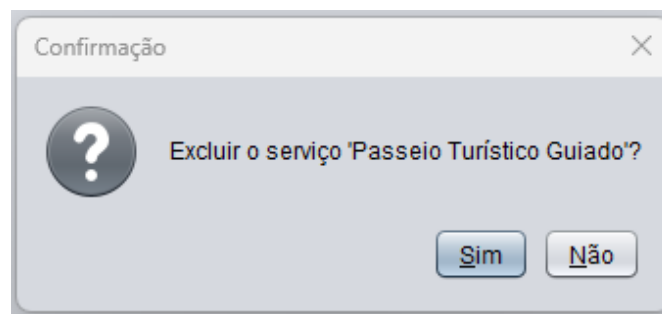 Confirmação
Excluir o serviço 'Passeio Turístico Guiado'?
Sim Não